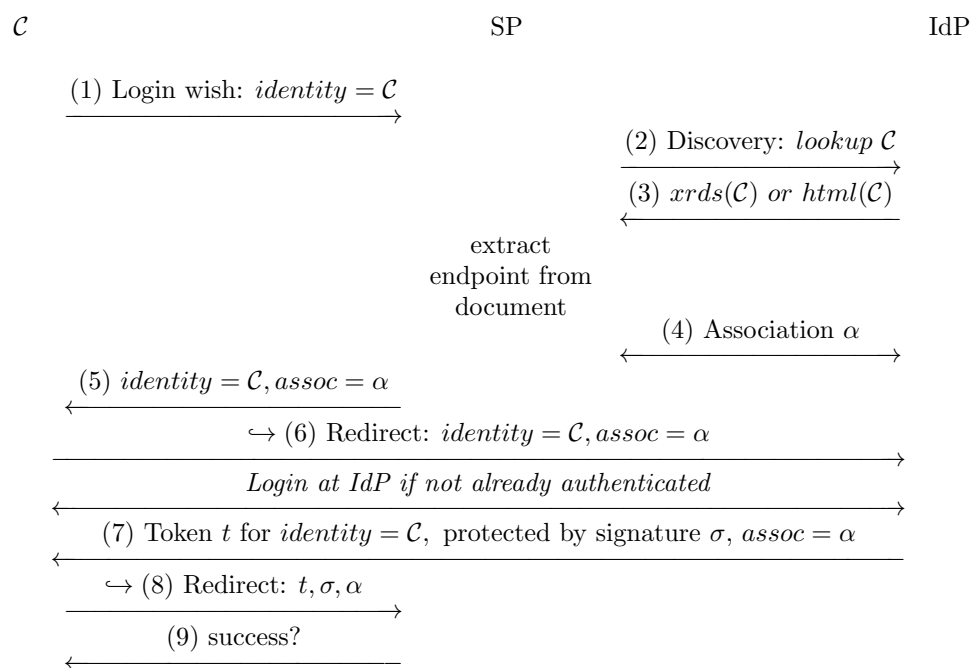 𝒞 SP IdP
(1) Login wish: identity = 𝒞
(2) Discovery: lookup 𝒞
(3) xrds(𝒞) or html(𝒞)
extract
endpoint from
document
(4) Association α
(5) identity = 𝒞, assoc = α
↪ (6) Redirect: identity = 𝒞, assoc = α
Login at IdP if not already authenticated
(7) Token t for identity = 𝒞, protected by signature σ, assoc = α
↪ (8) Redirect: t, σ, α
(9) success?